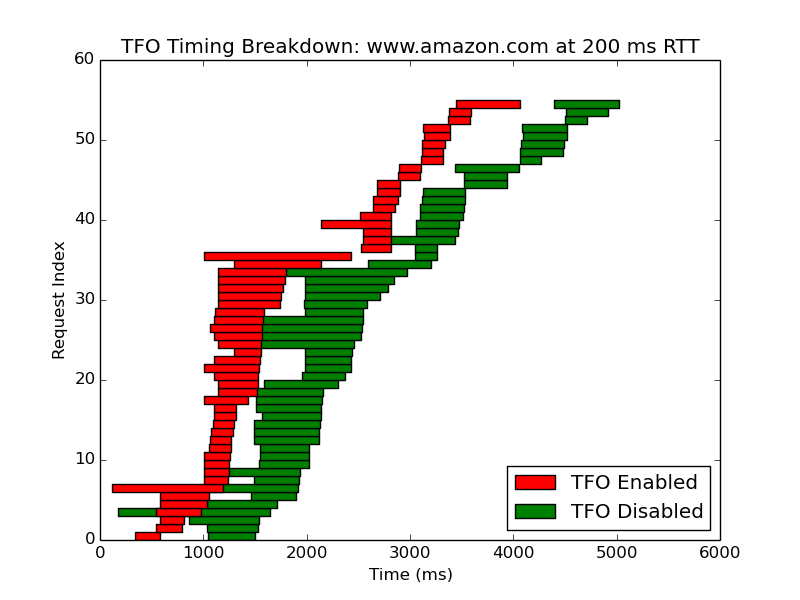 TFO Timing Breakdown: www.amazon.com at 200 ms RTT
60
50
40
30
20
10
0
Request Index
TFO Enabled
TFO Disabled
0 1000 2000 3000 4000 5000 6000
Time (ms)